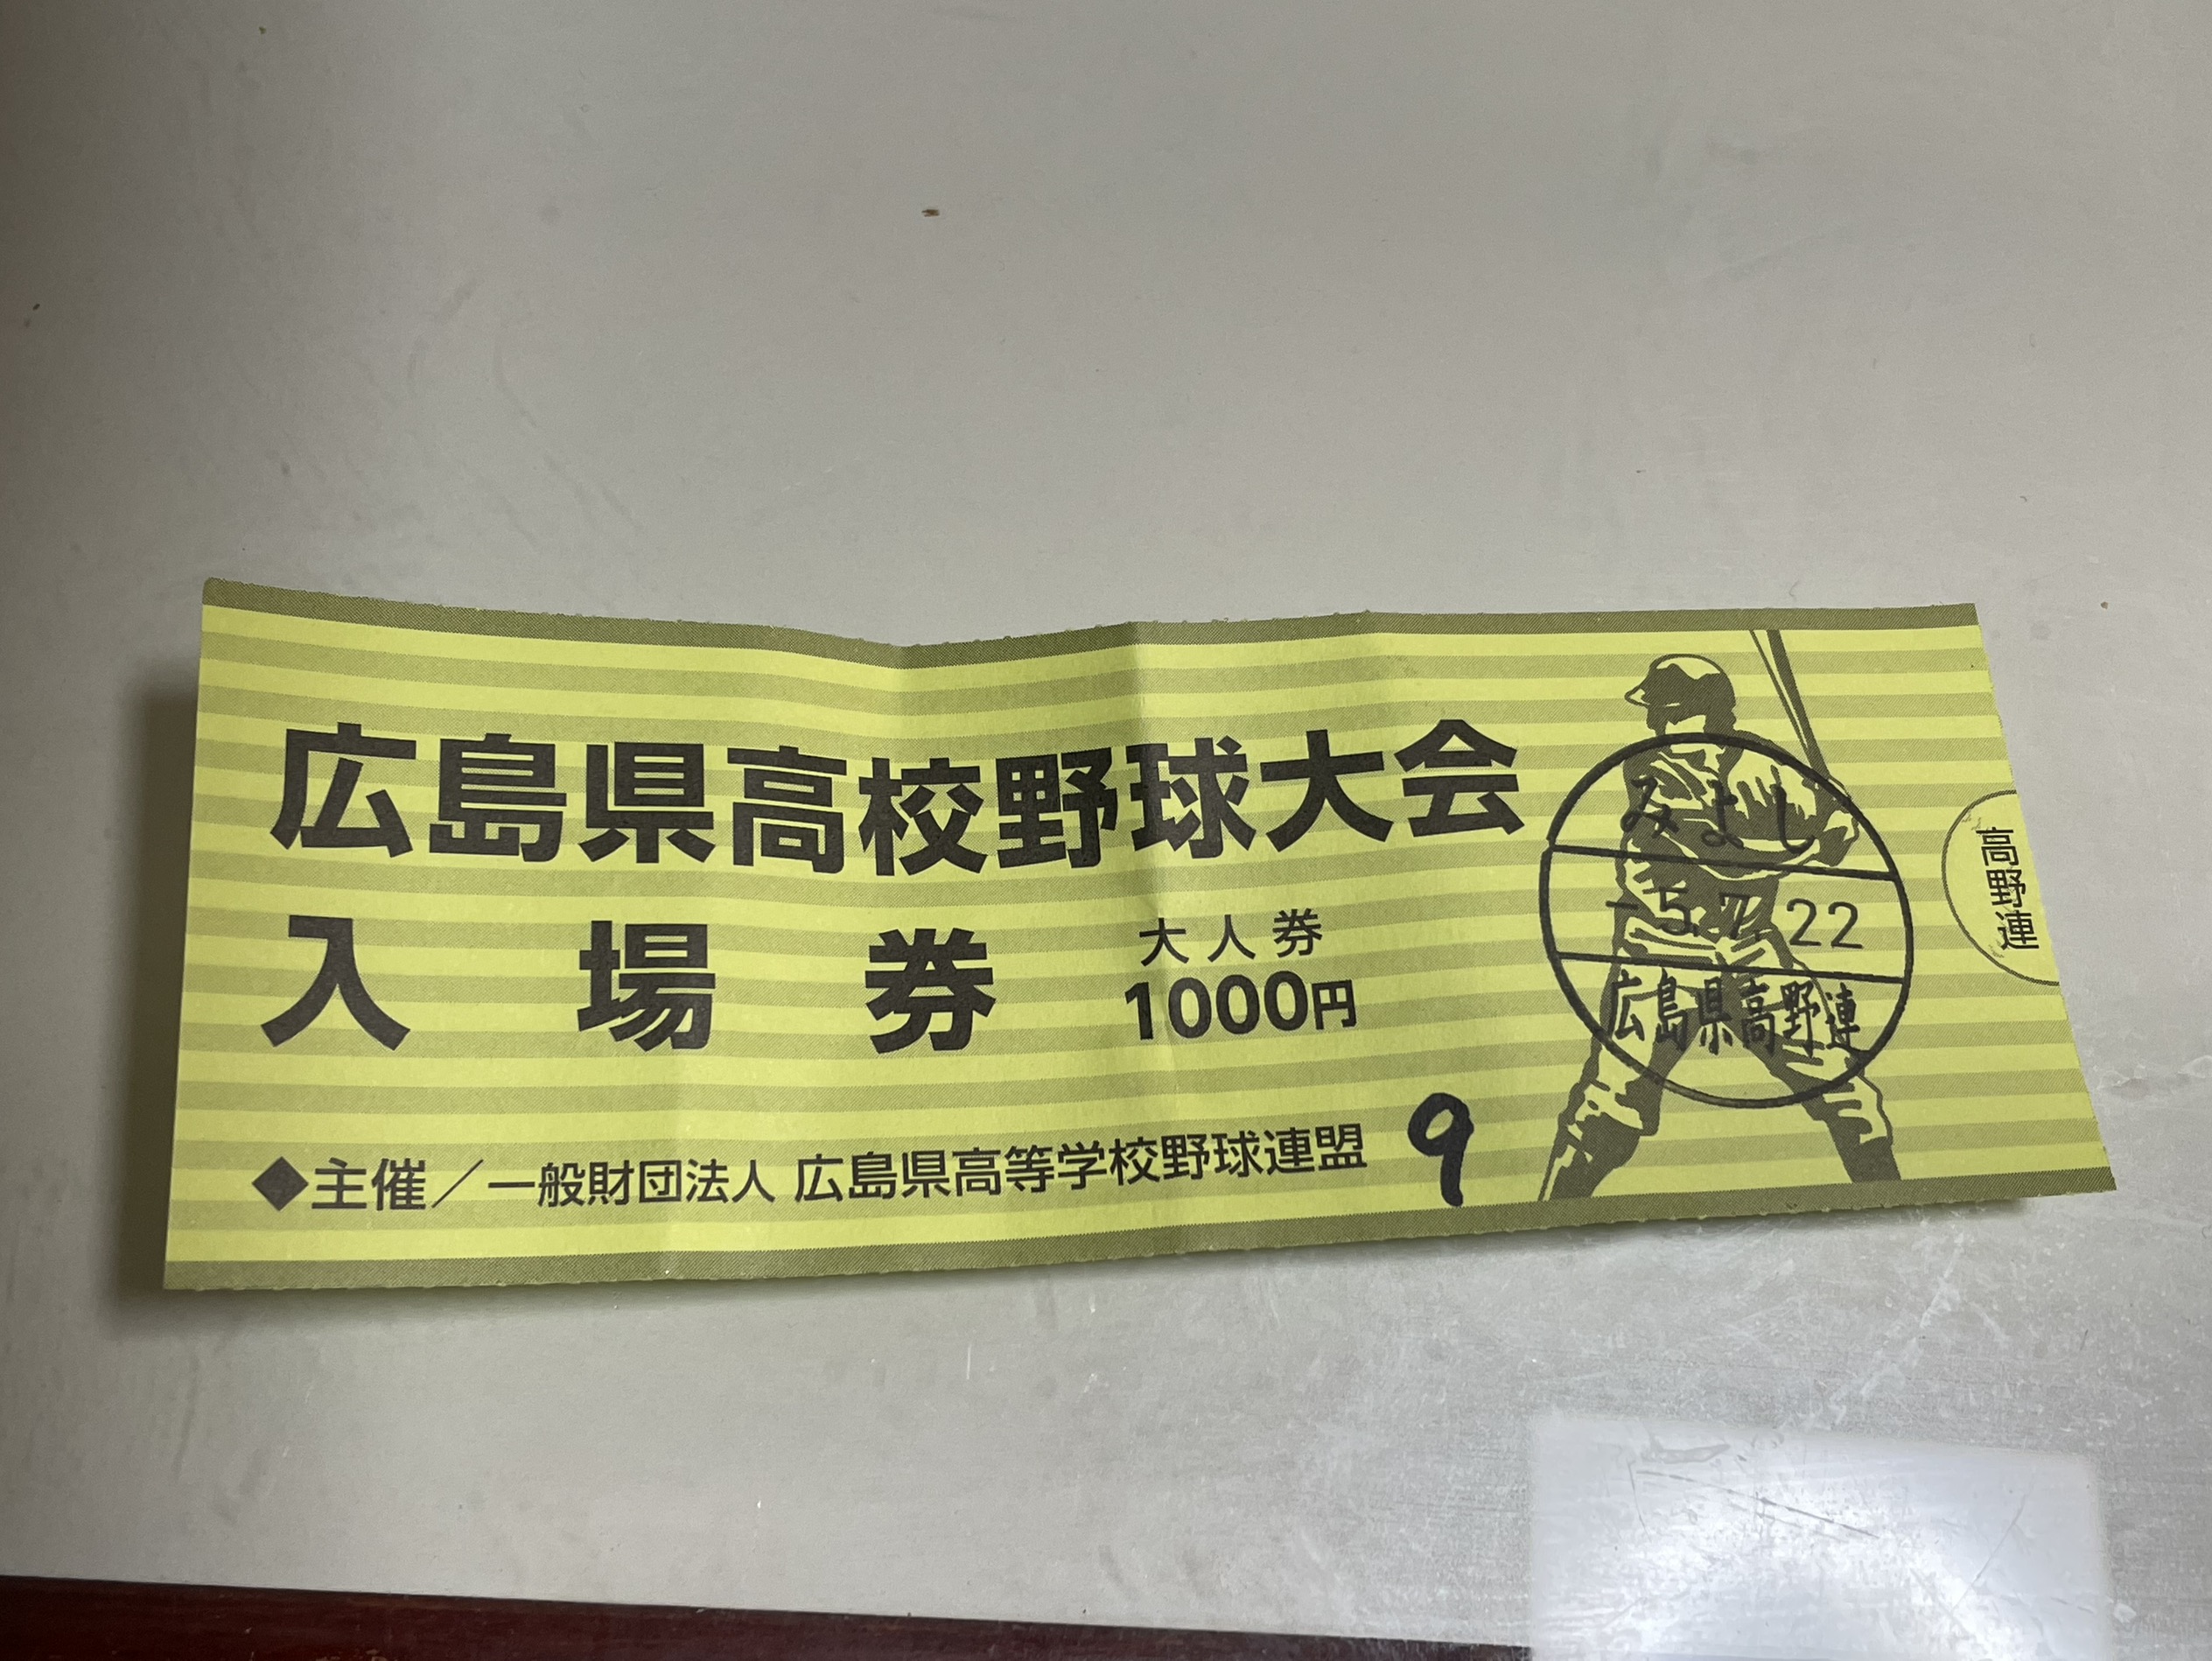 広島県高校野球大会
入場券
大人券
1000円
◆主催／一般財団法人 広島県高等学校野球連盟
9
みよし
-5.7.22
広島県高野連
高野連